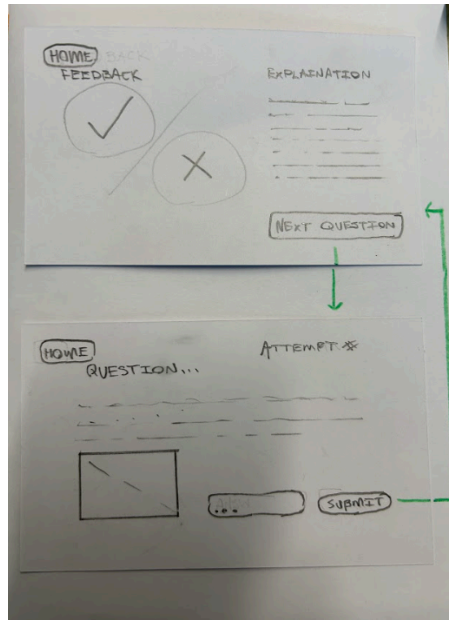 HOME
FEEDBACK
EXPLAINATION
NEXT QUESTION
HOME
ATTEMPT #
QUESTION...
...
SUBMIT